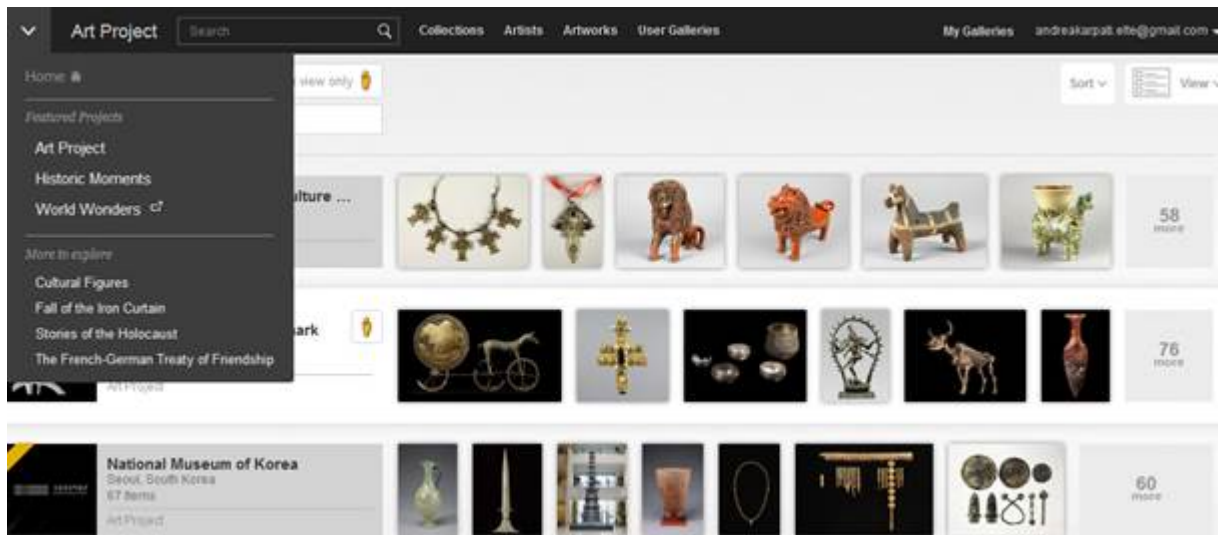 Art Project
Search
Collections Artists Artworks User Galleries
My Galleries andreakarpati.elte@gmail.com
Home
view only
Sort
View
Featured Projects
Art Project
Historic Moments
World Wonders
ulture ...
58
more
More to explore
Cultural Figures
Fall of the Iron Curtain
Stories of the Holocaust
The French-German Treaty of Friendship
ark
76
more
Art Project
National Museum of Korea
Seoul, South Korea
67 Items
Art Project
60
more